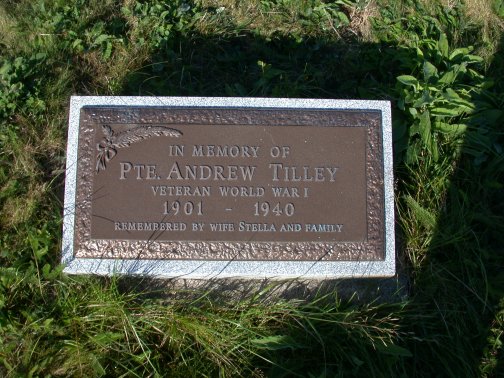 IN MEMORY OF
PTE. ANDREW TILLEY
VETERAN WORLD WAR I
1901 - 1940
REMEMBERED BY WIFE STELLA AND FAMILY